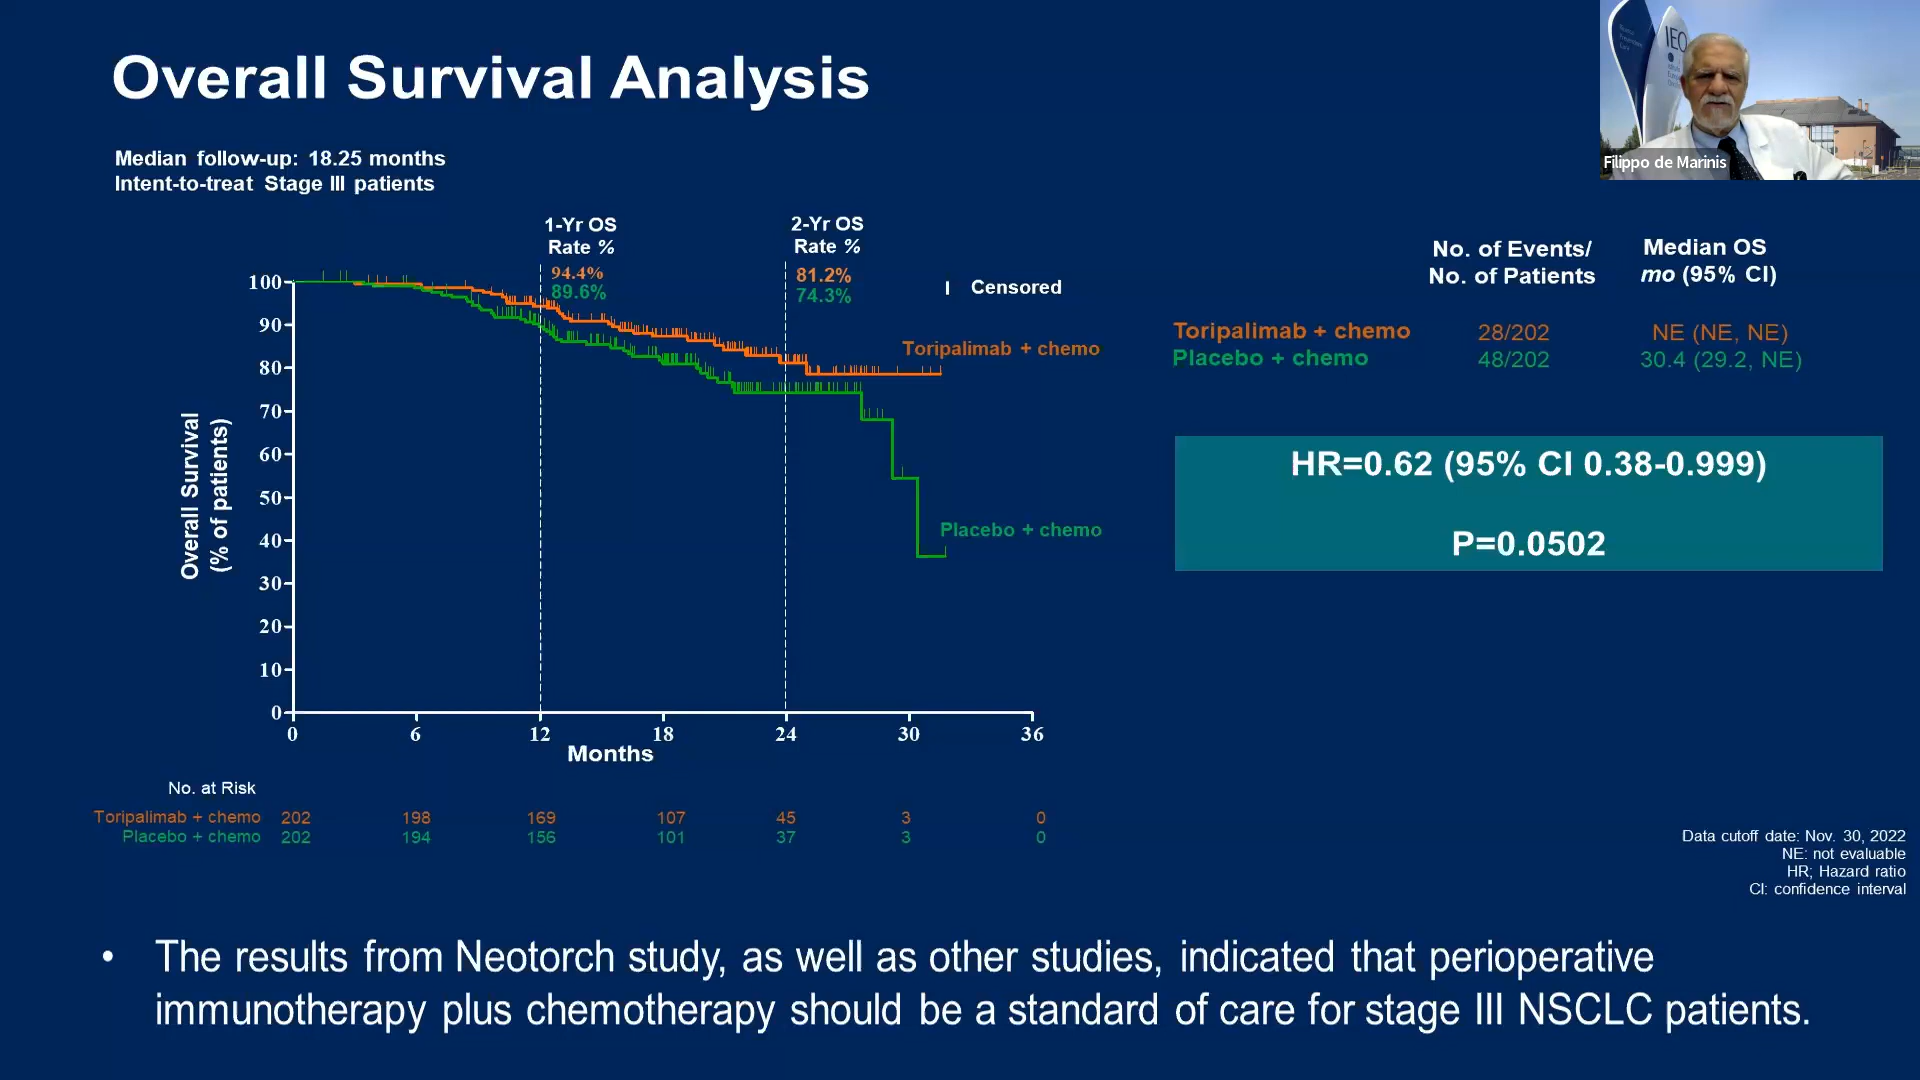 Overall Survival Analysis
IEO
Filippo de Marinis
Median follow-up: 18.25 months
Intent-to-treat Stage III patients
1-Yr OS
Rate %
94.4%
89.6%
2-Yr OS
Rate %
81.2%
74.3%
Censored
Toripalimab + chemo
Placebo + chemo
Overall Survival
(% of patients)
100
90
80
70
60
50
40
30
20
10
0
0 6 12 18 24 30 36
Months
No. of Events/ Median OS
No. of Patients mo (95% CI)
Toripalimab + chemo 28/202 NE (NE, NE)
Placebo + chemo 48/202 30.4 (29.2, NE)
HR=0.62 (95% CI 0.38-0.999)
P=0.0502
No. at Risk
Toripalimab + chemo 202 198 169 107 45 3 0
Placebo + chemo 202 194 156 101 37 3 0
Data cutoff date: Nov. 30, 2022
NE: not evaluable
HR; Hazard ratio
CI: confidence interval
• The results from Neotorch study, as well as other studies, indicated that perioperative
immunotherapy plus chemotherapy should be a standard of care for stage III NSCLC patients.